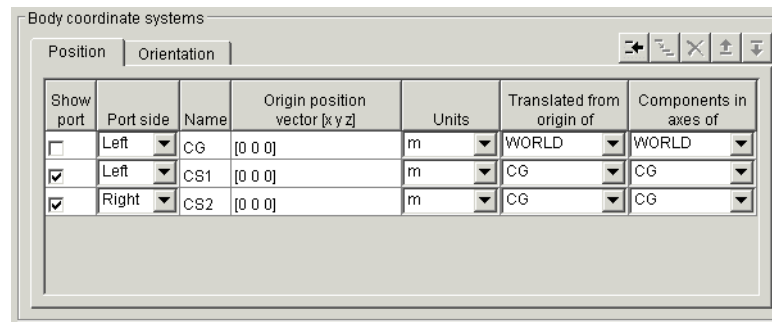 Body coordinate systems
Position Orientation
Show port Port side Name Origin position vector [x y z] Units Translated from origin of Components in axes of
Left CG [0 0 0] m WORLD WORLD
Left CS1 [0 0 0] m CG CG
Right CS2 [0 0 0] m CG CG